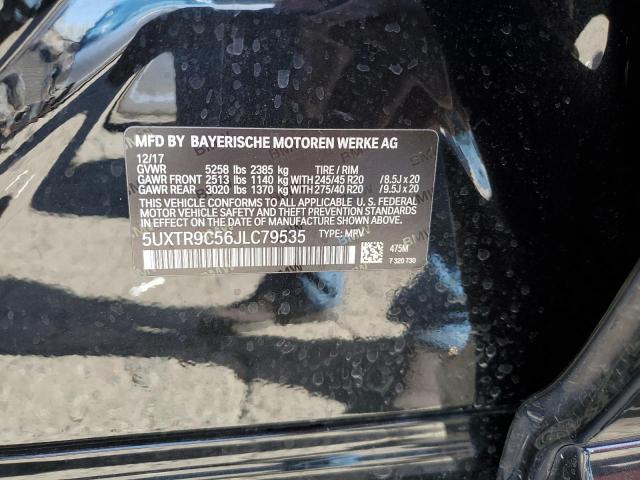 MFD BY BAYERISCHE MOTOREN WERKE AG
12/17
GVWR 5258 lbs 2385 kg TIRE / RIM
GAWR FRONT 2513 lbs 1140 kg WITH 245/45 R20 /8.5J x 20
GAWR REAR 3020 lbs 1370 kg WITH 275/40 R20 /9.5J x 20
THIS VEHICLE CONFORMS TO ALL APPLICABLE U. S. FEDERAL
MOTOR VEHICLE SAFETY, BUMPER, AND THEFT PREVENTION
STANDARDS IN EFFECT ON THE DATE OF MANUFACTURE SHOWN ABOVE.
5UXTR9C56JLC79535 TYPE: MPV
475M
7 320 730